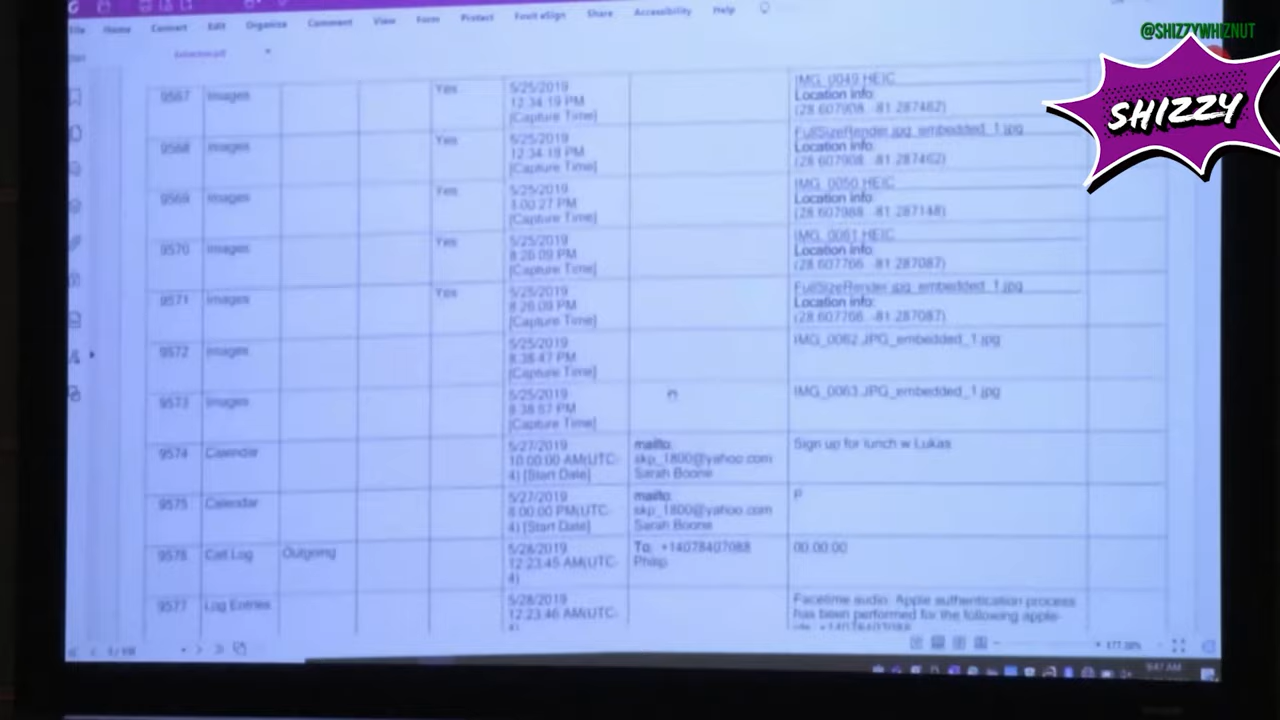 @SHIZZYWHIZNUT
SHIZZY
File Home Convert Edit Organize Comment View Form Protect Foxit eSign Share Accessibility Help
9567 Images Yes 5/25/2019 IMG_0049.HEIC
12:34:19 PM Location info:
[Capture Time] (28.607908, -81.287462)
9568 Images Yes 5/25/2019 FullSizeRender.jpg_embedded_1.jpg
12:34:19 PM Location info:
[Capture Time] (28.607908, -81.287462)
9569 Images Yes 5/25/2019 IMG_0050.HEIC
Location info:
[Capture Time] (28.607988, -81.287148)
9570 Images Yes 5/25/2019 IMG_0061.HEIC
8:26:09 PM Location info:
[Capture Time] (28.607766, -81.287087)
9571 Images Yes 5/25/2019 FullSizeRender.jpg_embedded_1.jpg
8:26:09 PM Location info:
[Capture Time] (28.607766, -81.287087)
9572 Images 5/25/2019 IMG_0062.JPG_embedded_1.jpg
8:38:47 PM
[Capture Time]
9573 Images 5/25/2019 IMG_0063.JPG_embedded_1.jpg
8:38:57 PM
[Capture Time]
9574 Calendar 5/27/2019 mailto: Sign up for lunch w Lukas
10:00:00 AM(UTC- skp_1800@yahoo.com
4) [Start Date] Sarah Boone
9575 Calendar 5/27/2019 mailto: P
8:00:00 PM(UTC- skp_1800@yahoo.com
4) [Start Date] Sarah Boone
9576 Call Log Outgoing 5/28/2019 To: +14078407088 00:00:00
12:23:45 AM(UTC- Philip
4)
9577 Log Entries 5/28/2019 Facetime audio: Apple authentication process
12:23:46 AM(UTC- has been performed for the following apple-
177.38%
9:47 AM